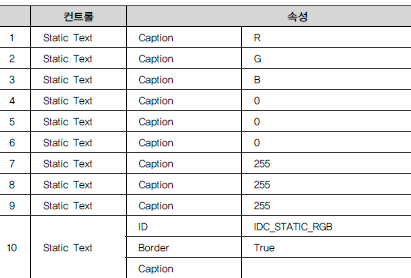 컨트롤 속성
1 Static Text Caption R
2 Static Text Caption G
3 Static Text Caption B
4 Static Text Caption 0
5 Static Text Caption 0
6 Static Text Caption 0
7 Static Text Caption 255
8 Static Text Caption 255
9 Static Text Caption 255
ID IDC_STATIC_RGB
10 Static Text Border True
Caption